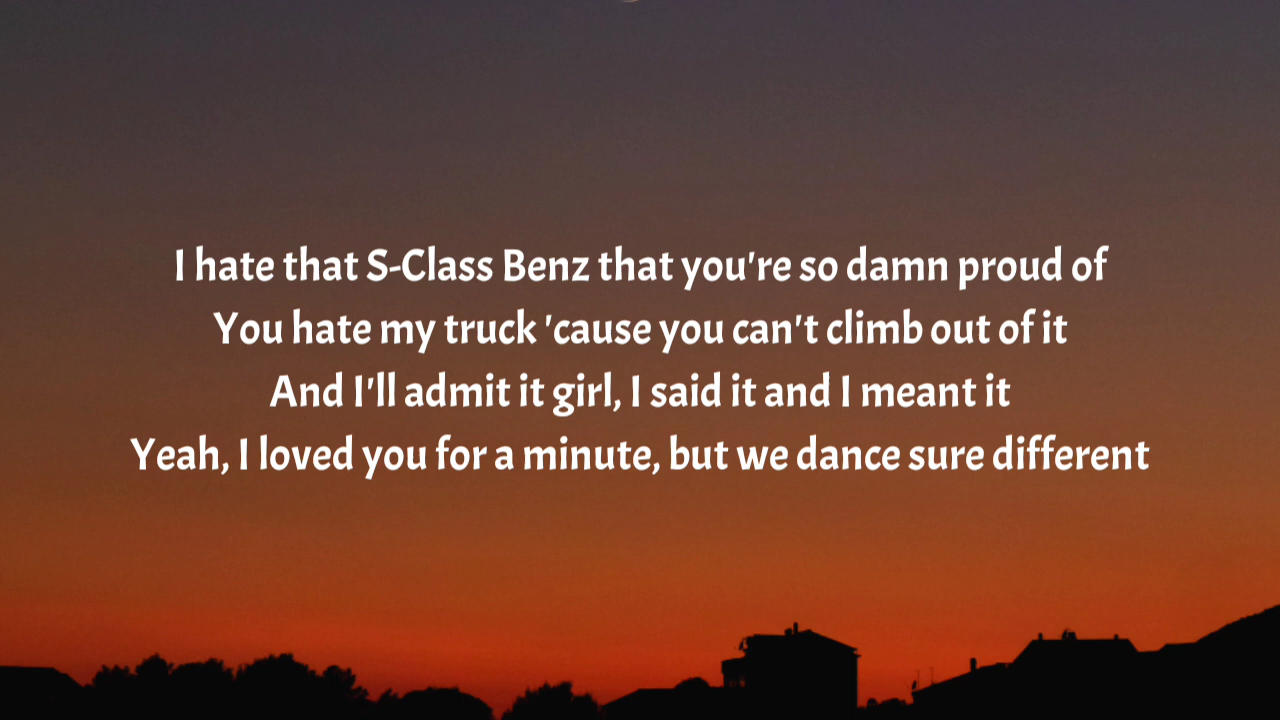 I hate that S-Class Benz that you're so damn proud of
You hate my truck 'cause you can't climb out of it
And I'll admit it girl, I said it and I meant it
Yeah, I loved you for a minute, but we dance sure different